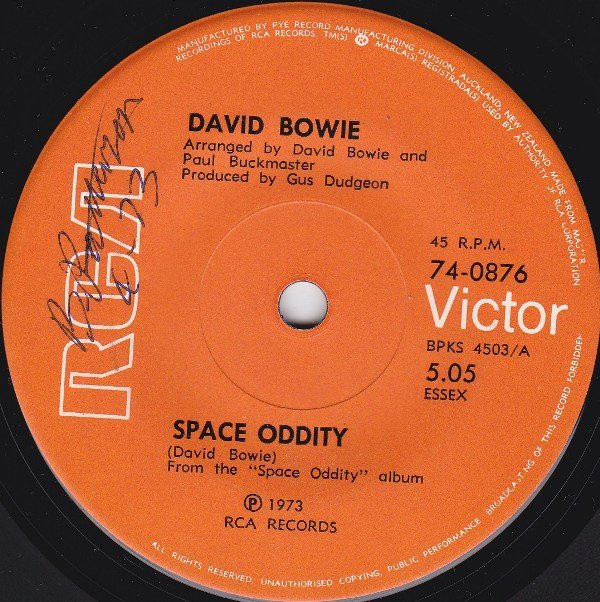 MANUFACTURED BY PYE RECORD MANUFACTURING DIVISION, AUCKLAND, NEW ZEALAND MADE FROM MASTER
RECORDINGS OF RCA RECORDS, TM(S) ® MARCA(S) REGISTRADA(S) USED BY AUTHORITY OF RCA CORPORATION
DAVID BOWIE
Arranged by David Bowie and
Paul Buckmaster
Produced by Gus Dudgeon
RCA
73
45 R.P.M.
74-0876
Victor
BPKS 4503/A
5.05
ESSEX
SPACE ODDITY
(David Bowie)
From the "Space Oddity" album
℗ 1973
RCA RECORDS
ALL RIGHTS RESERVED. UNAUTHORISED COPYING, PUBLIC PERFORMANCE, BROADCASTING OF THIS RECORD FORBIDDEN